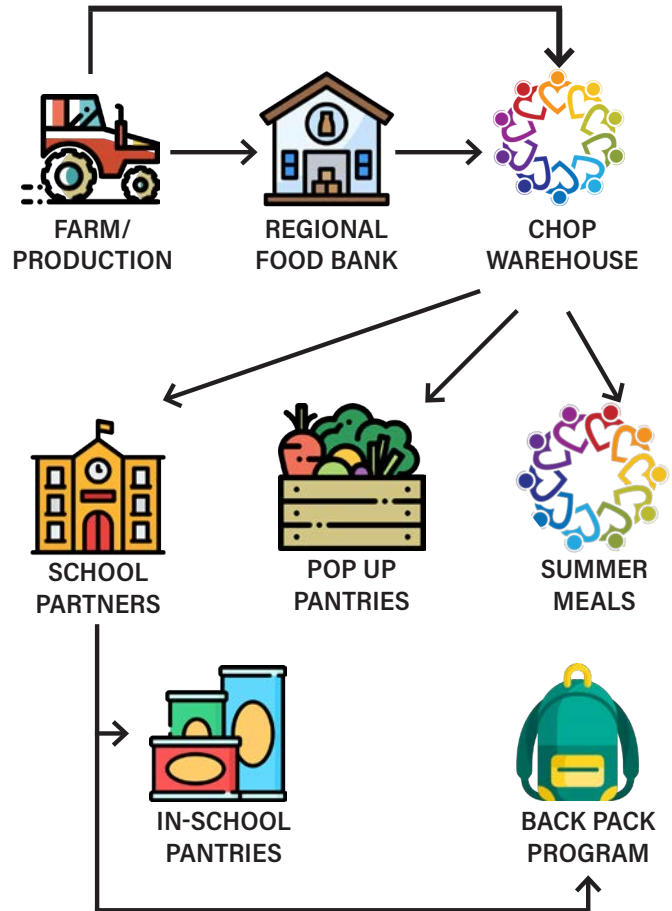 FARM/
PRODUCTION
REGIONAL
FOOD BANK
CHOP
WAREHOUSE
SCHOOL
PARTNERS
POP UP
PANTRIES
SUMMER
MEALS
IN-SCHOOL
PANTRIES
BACK PACK
PROGRAM